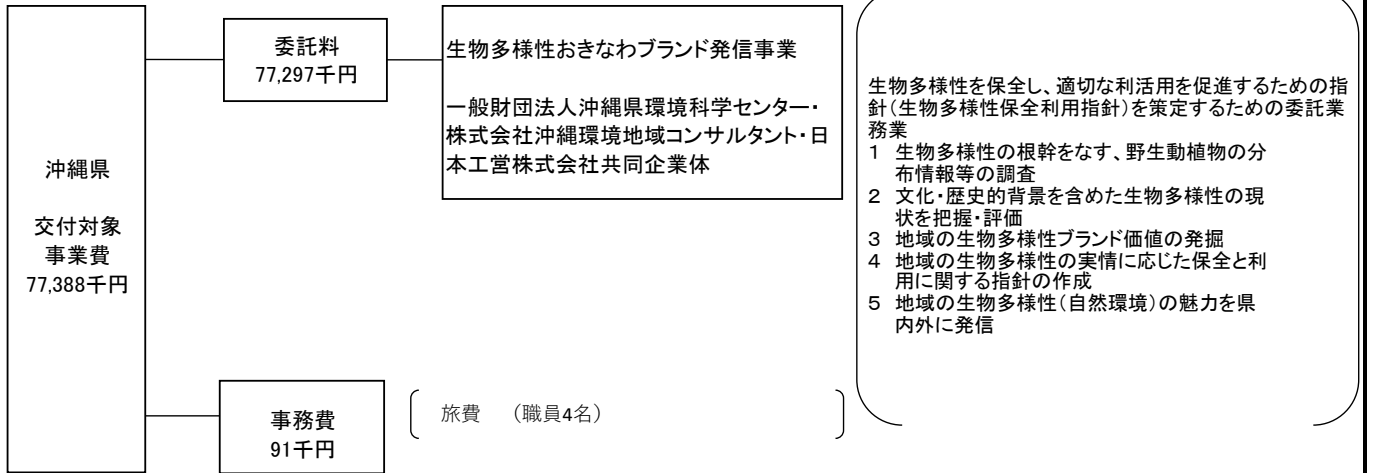 沖縄県
交付対象
事業費
77,388千円
委託料
77,297千円
生物多様性おきなわブランド発信事業
一般財団法人沖縄県環境科学センター・
株式会社沖縄環境地域コンサルタント・日
本工営株式会社共同企業体
生物多様性を保全し、適切な利活用を促進するための指
針(生物多様性保全利用指針)を策定するための委託業
務業
1 生物多様性の根幹をなす、野生動植物の分
布情報等の調査
2 文化・歴史的背景を含めた生物多様性の現
状を把握・評価
3 地域の生物多様性ブランド価値の発掘
4 地域の生物多様性の実情に応じた保全と利
用に関する指針の作成
5 地域の生物多様性(自然環境)の魅力を県
内外に発信
事務費
91千円
旅費 (職員4名)